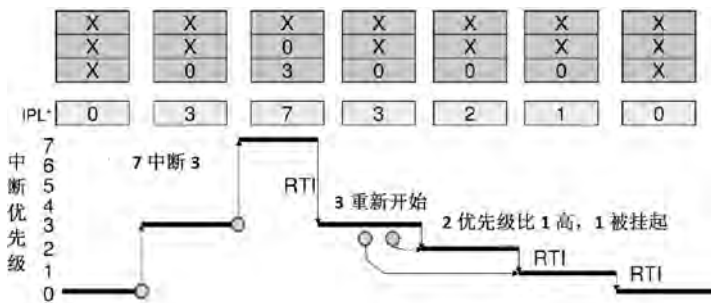 X X X X X X X
X X 0 X X X X
X 0 3 0 0 0 X
IPL* 0 3 7 3 2 1 0
中断优先级
7
6
5
4
3
2
1
0
7 中断 3
RTI
3 重新开始
2 优先级比 1 高，1 被挂起
RTI
RTI